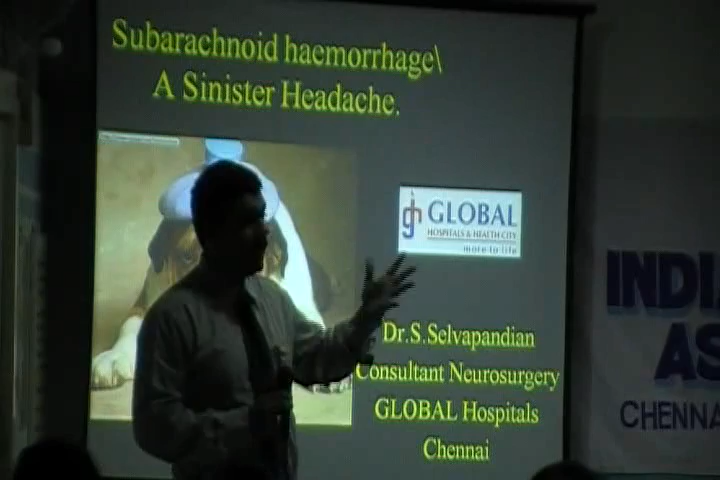 Subarachnoid haemorrhage\
A Sinister Headache.
gh GLOBAL
HOSPITALS & HEALTH CITY
more to life
Dr.S.Selvapandian
Consultant Neurosurgery
GLOBAL Hospitals
Chennai
INDI
AS
CHENNA